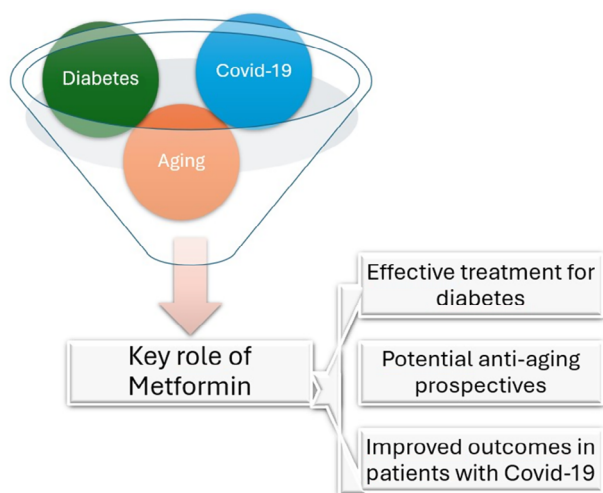 Diabetes
Covid-19
Aging
Key role of
Metformin
Effective treatment for
diabetes
Potential anti-aging
prospectives
Improved outcomes in
patients with Covid-19